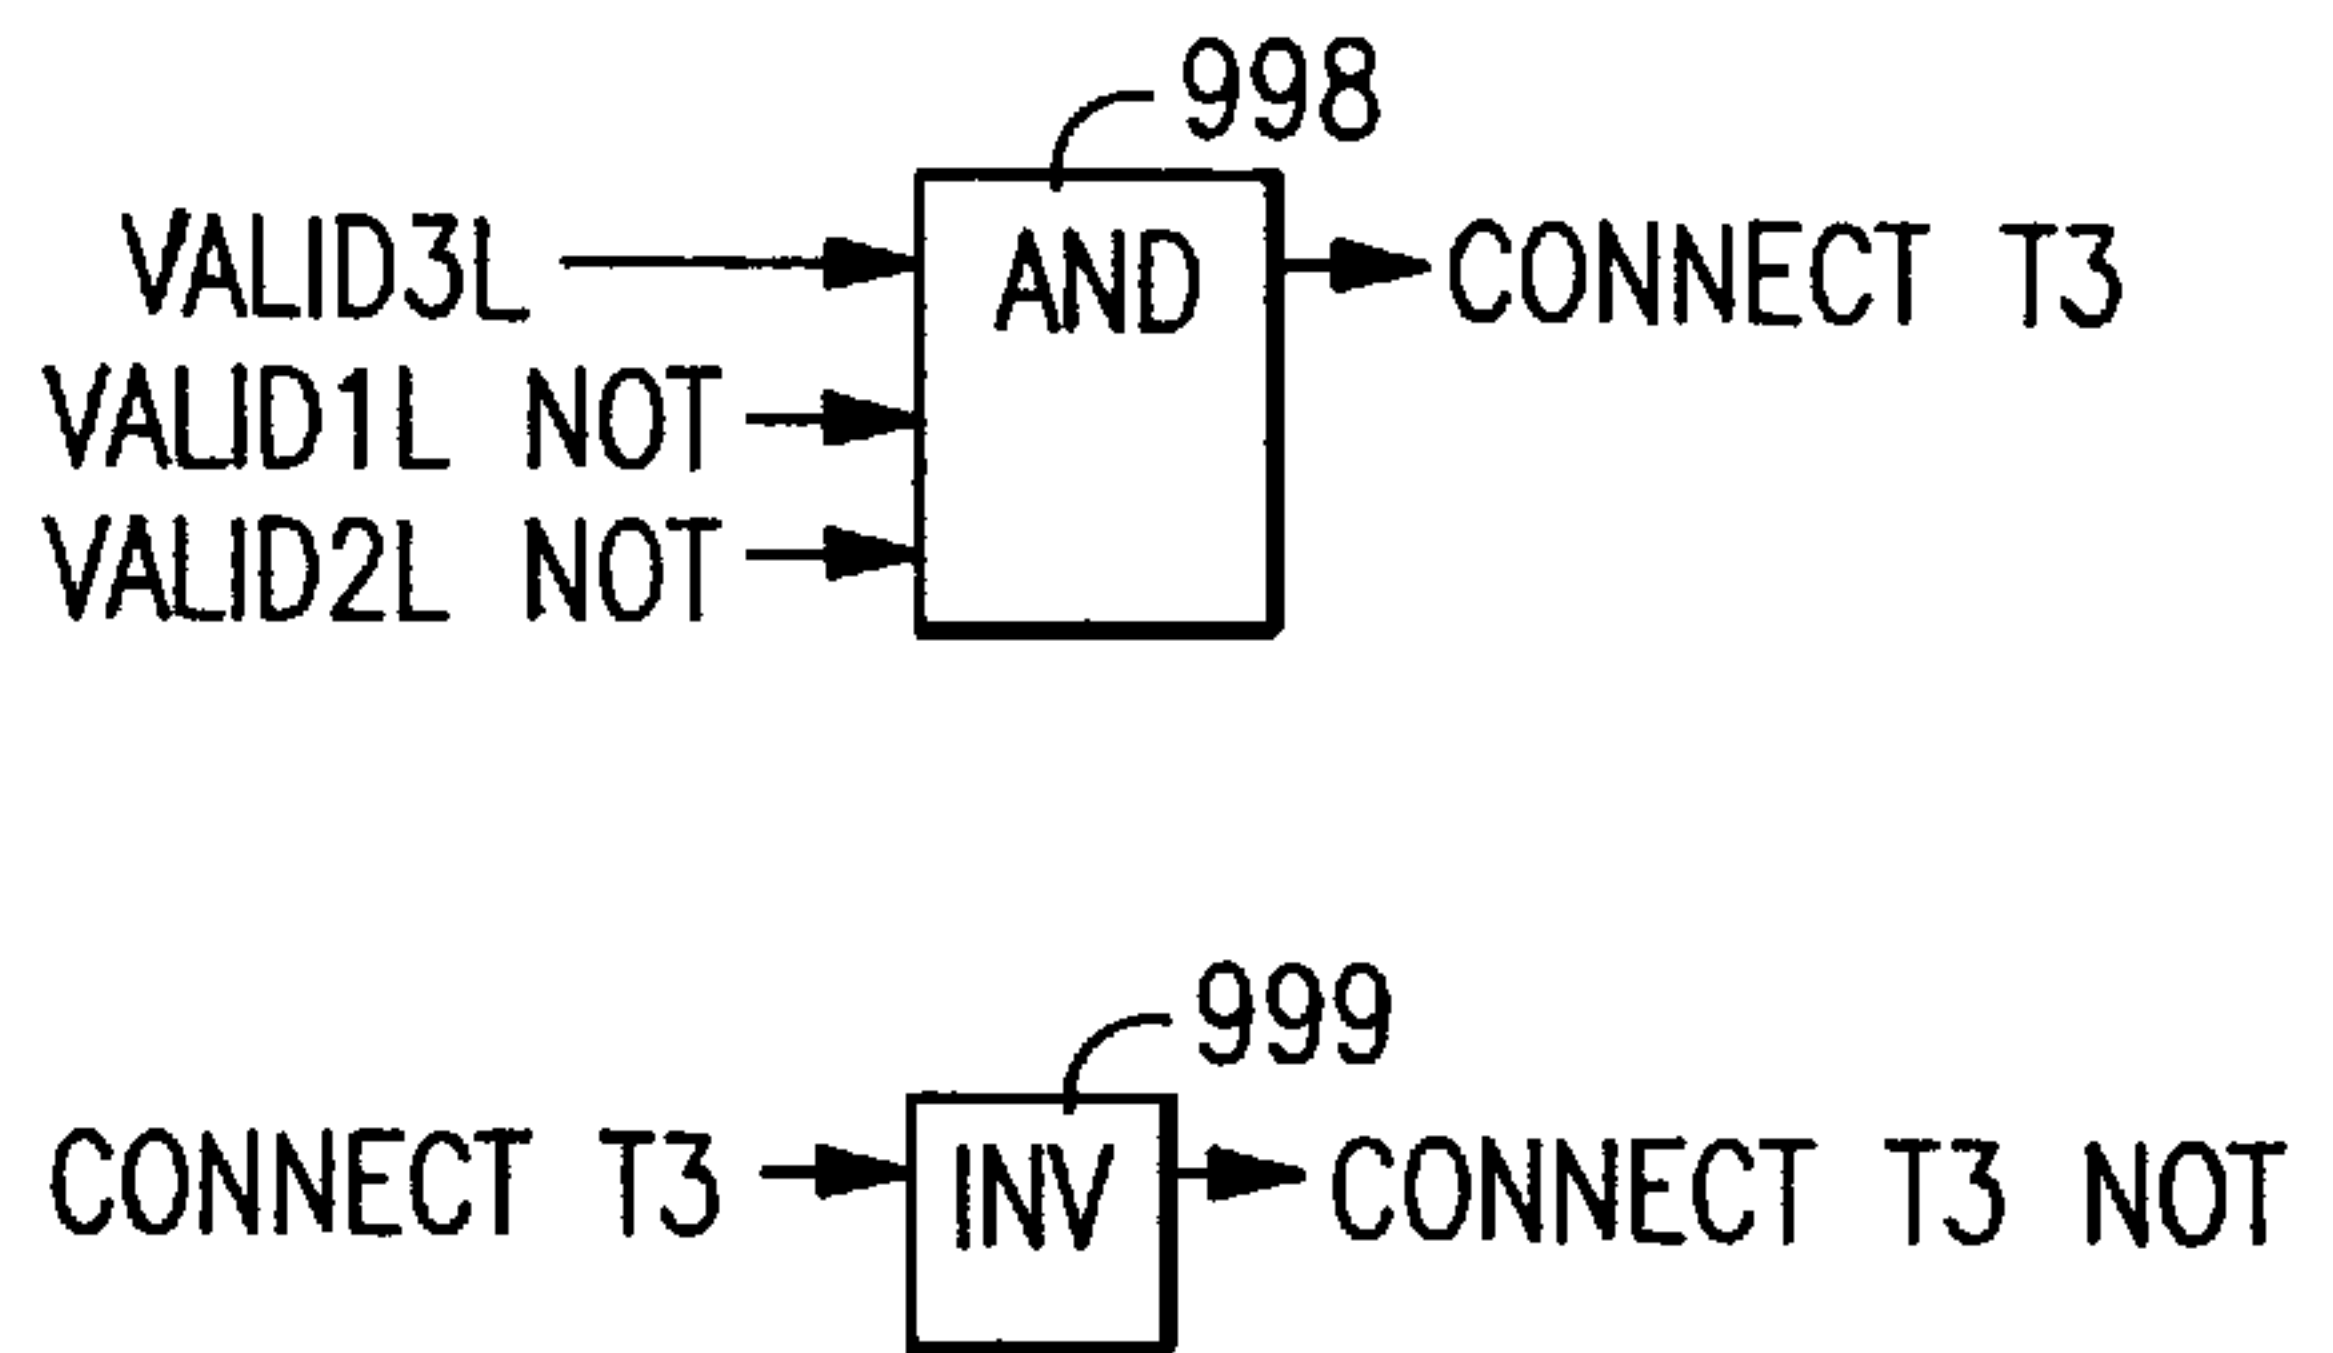 998
VALID3L AND CONNECT T3
VALID1L NOT
VALID2L NOT
999
CONNECT T3 INV CONNECT T3 NOT